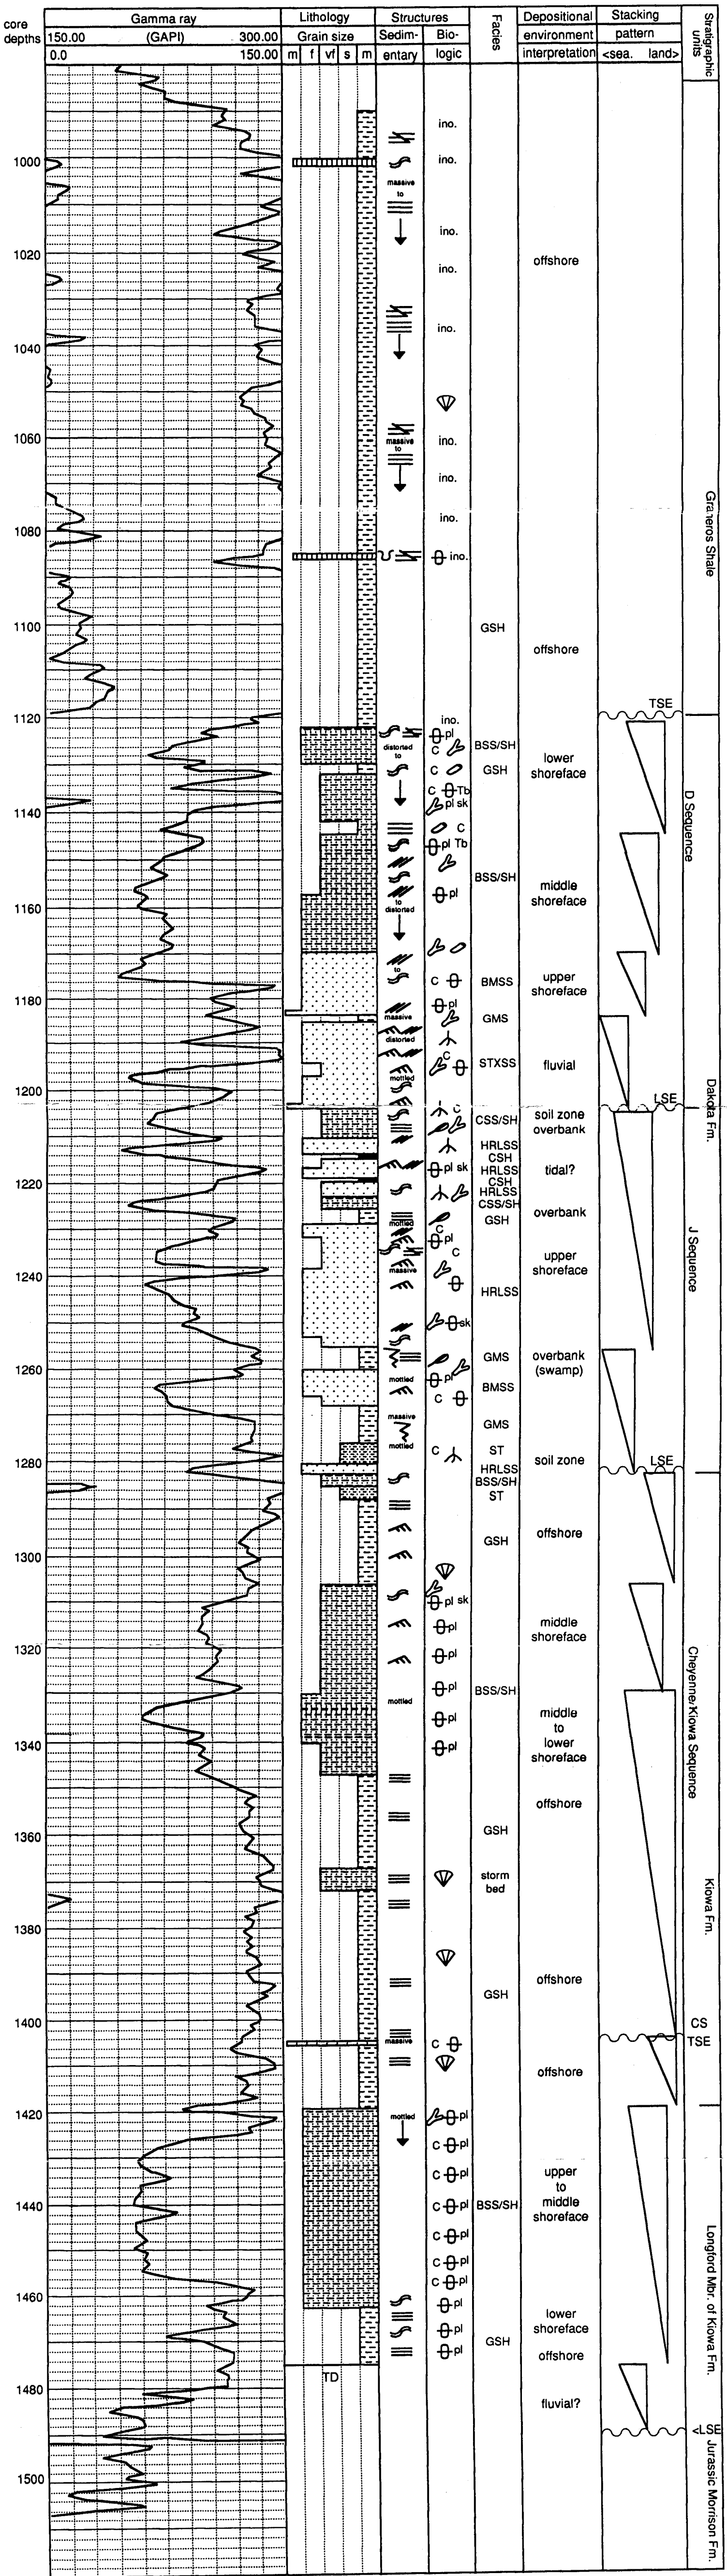 core depths
Gamma ray
150.00 (GAPI) 300.00
0.0 150.00
Lithology
Grain size
m f vf s m
Structures
Sedim- entary
Bio- logic
Facies
Depositional environment interpretation
Stacking pattern
<sea. land>
Stratigraphic units
ino.
1000
ino.
massive
to
ino.
1020
offshore
ino.
ino.
1040
ino.
1060
massive
to
ino.
ino.
Graneros Shale
1080
ino.
1100
GSH
offshore
TSE
1120
ino.
pl
distorted
to
C
BSS/SH
lower
shoreface
C
GSH
C Tb
pl sk
D Sequence
1140
C
pl Tb
BSS/SH
middle
shoreface
1160
pl
to
distorted
to
C
BMSS
upper
shoreface
1180
pl
massive
GMS
distorted
C
STXSS
fluvial
mottled
1200
LSE
Dakota Fm.
C
CSS/SH
soil zone
overbank
HRLSS
CSH
pl sk
HRLSS
tidal?
1220
CSH
HRLSS
CSS/SH
GSH
overbank
mottled
C
pl
C
upper
shoreface
J Sequence
1240
massive
HRLSS
sk
GMS
overbank
(swamp)
1260
mottled
pl
C
BMSS
massive
GMS
mottled
C
ST
soil zone
LSE
1280
HRLSS
BSS/SH
ST
GSH
offshore
1300
pl sk
pl
middle
shoreface
1320
pl
pl
BSS/SH
mottled
pl
middle
to
lower
shoreface
Cheyenne/Kiowa Sequence
1340
pl
offshore
1360
GSH
storm
bed
Kiowa Fm.
1380
GSH
offshore
1400
CS
TSE
massive
C
offshore
1420
mottled
pl
C pl
C pl
upper
to
middle
shoreface
1440
C pl
BSS/SH
C pl
C pl
C pl
Longford Mbr. of Kiowa Fm.
1460
pl
lower
shoreface
pl
GSH
pl
offshore
TD
1480
fluvial?
<LSE
1500
Jurassic Morrison Fm.